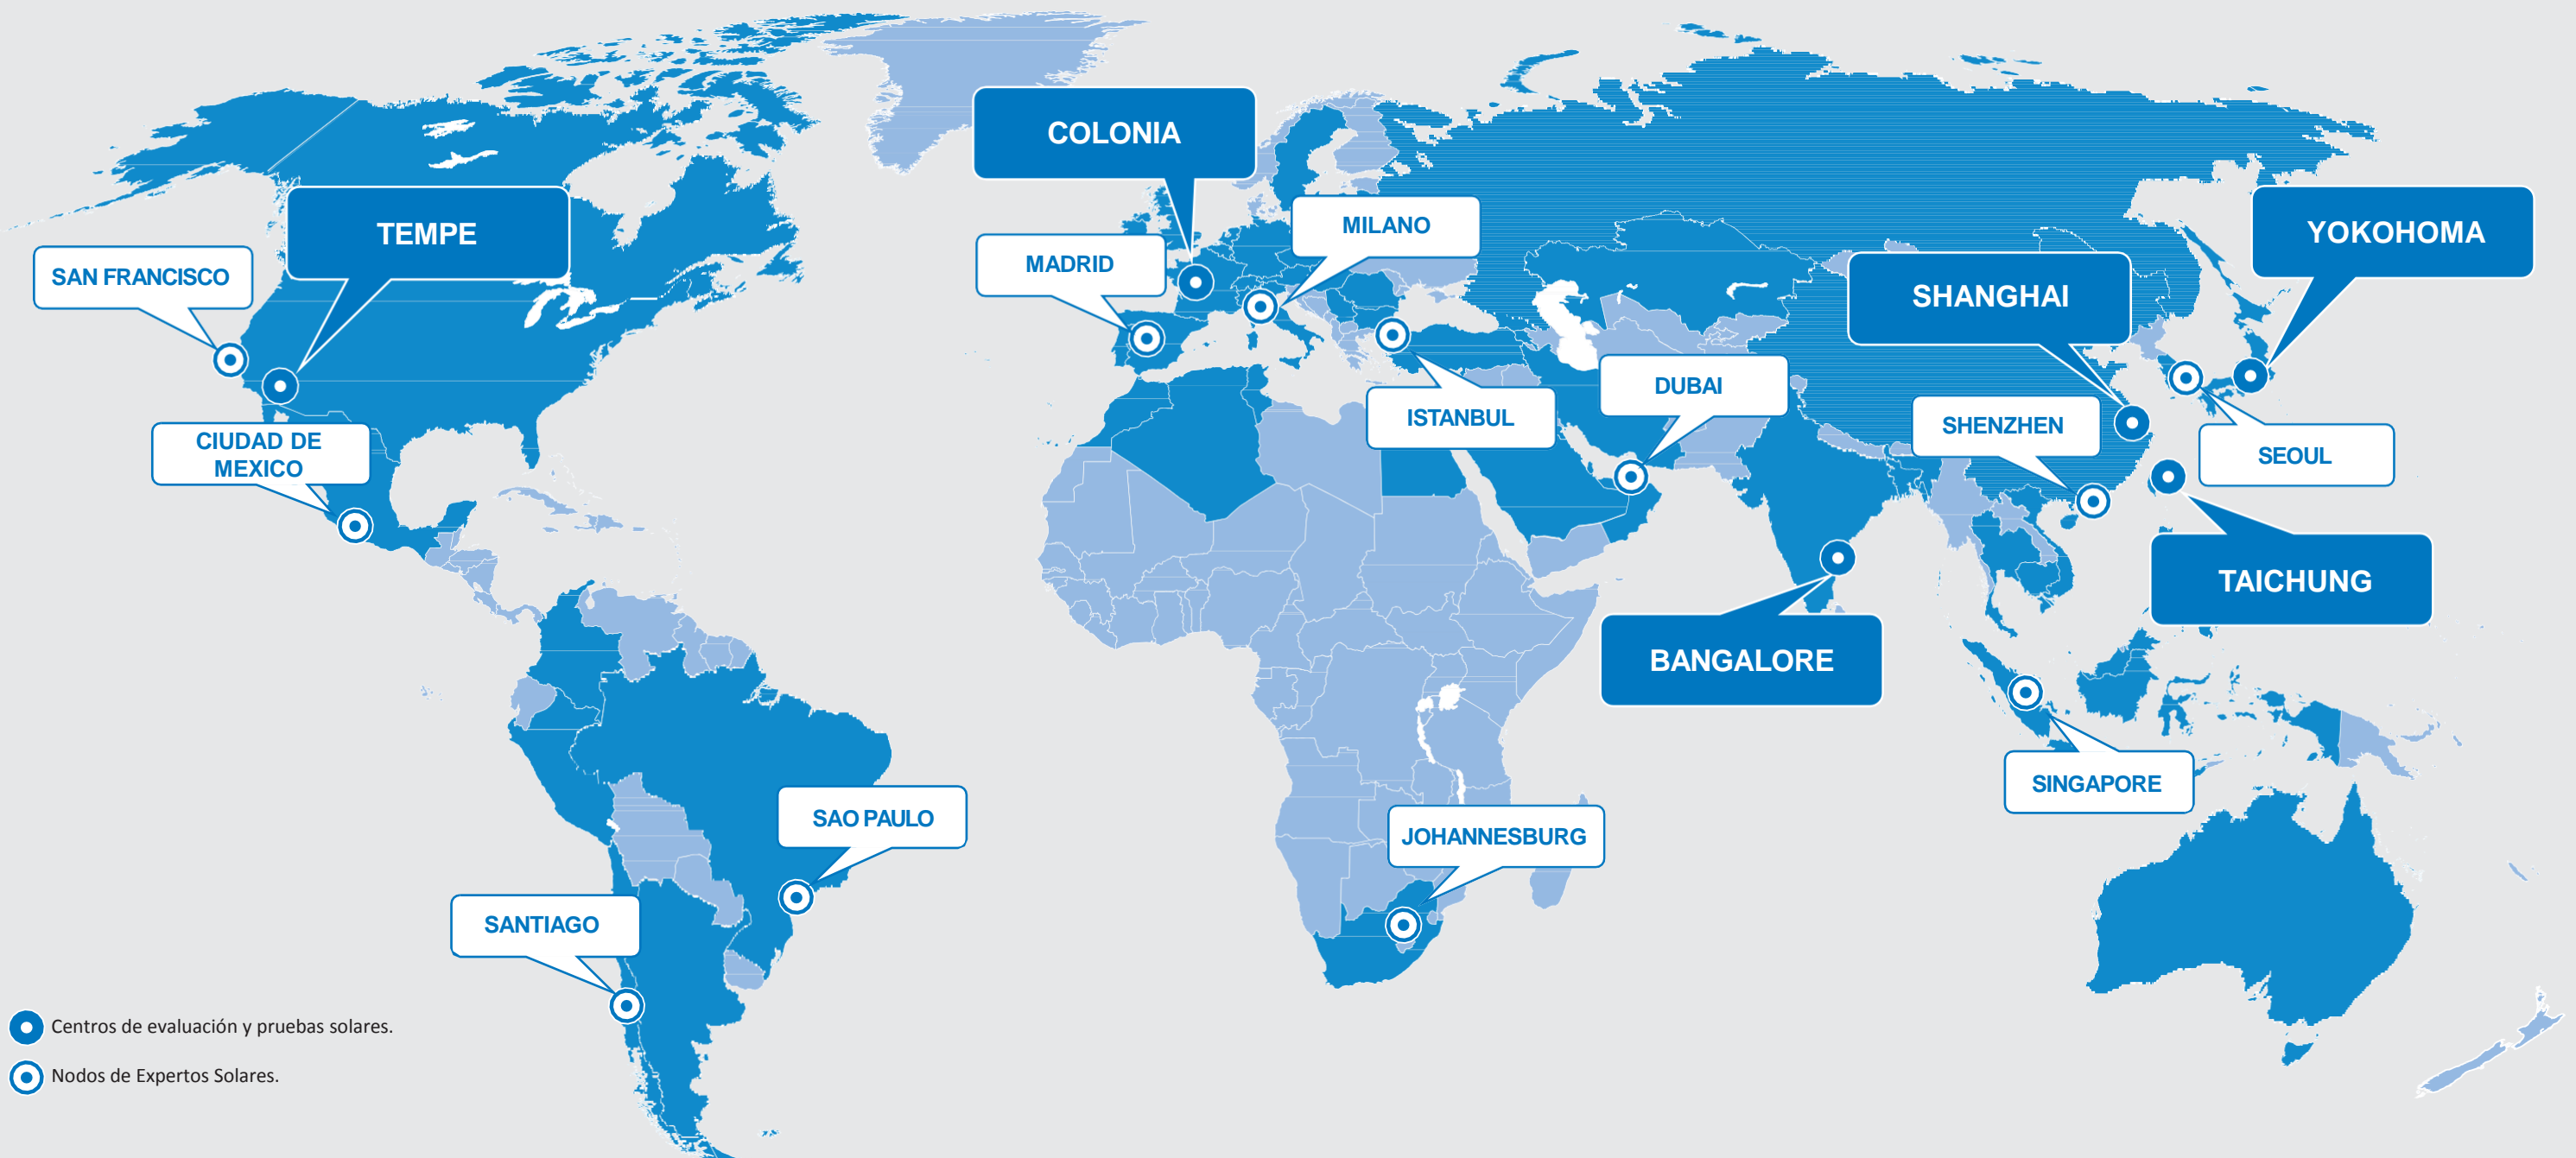 COLONIA
TEMPE
YOKOHOMA
MILANO
MADRID
SAN FRANCISCO
SHANGHAI
DUBAI
ISTANBUL
SHENZHEN
CIUDAD DE
MEXICO
SEOUL
TAICHUNG
BANGALORE
SINGAPORE
SAO PAULO
JOHANNESBURG
SANTIAGO
Centros de evaluación y pruebas solares.
Nodos de Expertos Solares.